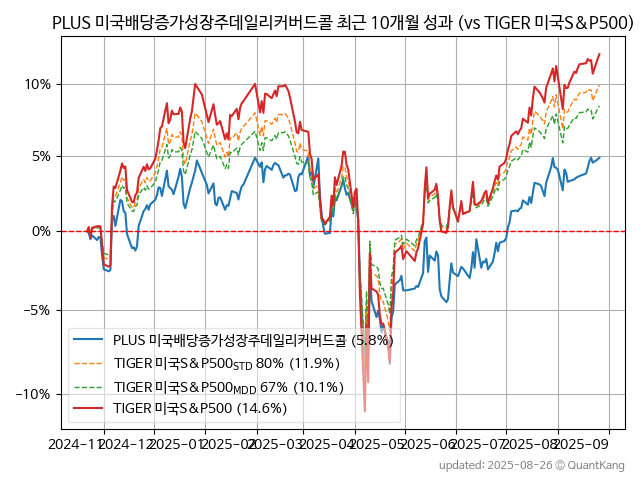 PLUS 미국배당증가성장주데일리커버드콜 최근 10개월 성과 (vs TIGER 미국S&P500)
10%
5%
0%
−5%
−10%
PLUS 미국배당증가성장주데일리커버드콜 (5.8%)
TIGER 미국S&P500STD 80% (11.9%)
TIGER 미국S&P500MDD 67% (10.1%)
TIGER 미국S&P500 (14.6%)
2024-11 2024-12 2025-01 2025-02 2025-03 2025-04 2025-05 2025-06 2025-07 2025-08 2025-09
updated: 2025-08-26 © QuantKang